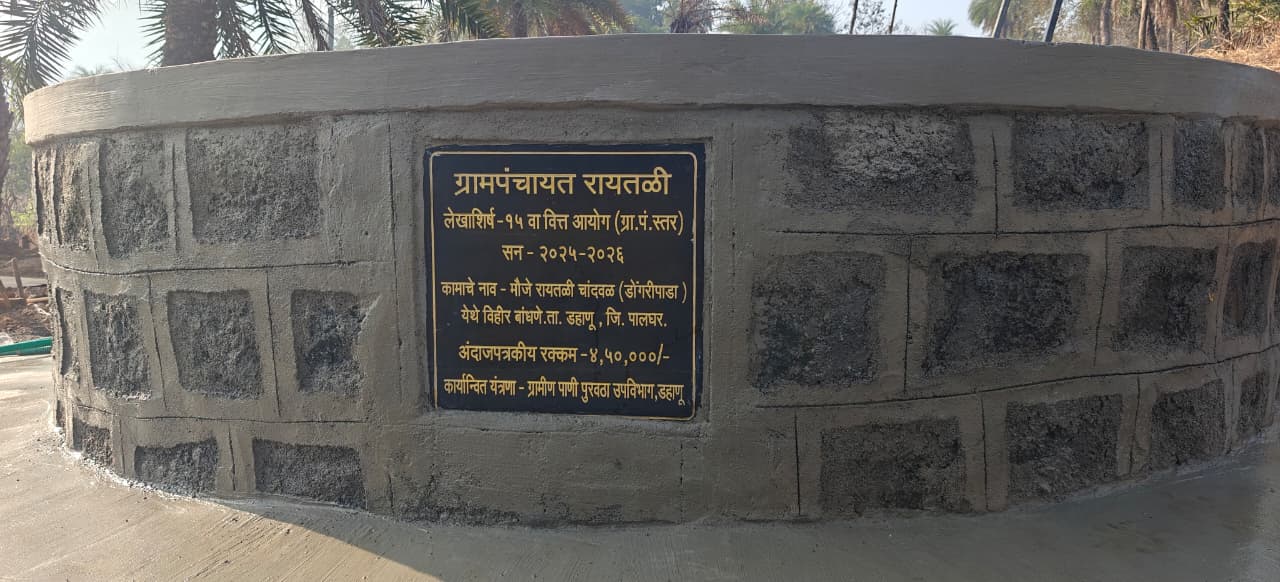 ग्रामपंचायत रायतळी
लेखाशिर्ष -१५ वा वित्त आयोग (ग्रा.पं.स्तर)
सन - २०२५-२०२६
कामाचे नाव - मौजे रायतळी चांदवळ (डोंगरीपाडा )
येथे विहीर बांधणे.ता. डहाणू , जि. पालघर.
अंदाजपत्रकीय रक्कम -४,५०,०००/-
कार्यान्वित यंत्रणा - ग्रामीण पाणी पुरवठा उपविभाग,डहाणू